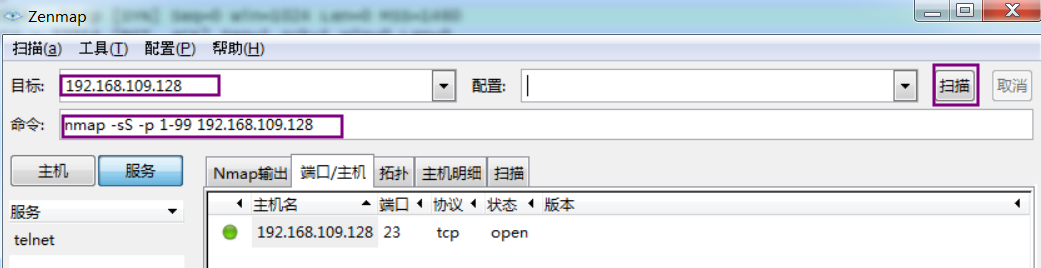 Zenmap
扫描(a) 工具(T) 配置(P) 帮助(H)
目标: 192.168.109.128 配置: 扫描 取消
命令: nmap -sS -p 1-99 192.168.109.128
主机 服务 Nmap输出 端口/主机 拓扑 主机明细 扫描
服务 主机名 端口 协议 状态 版本
telnet 192.168.109.128 23 tcp open